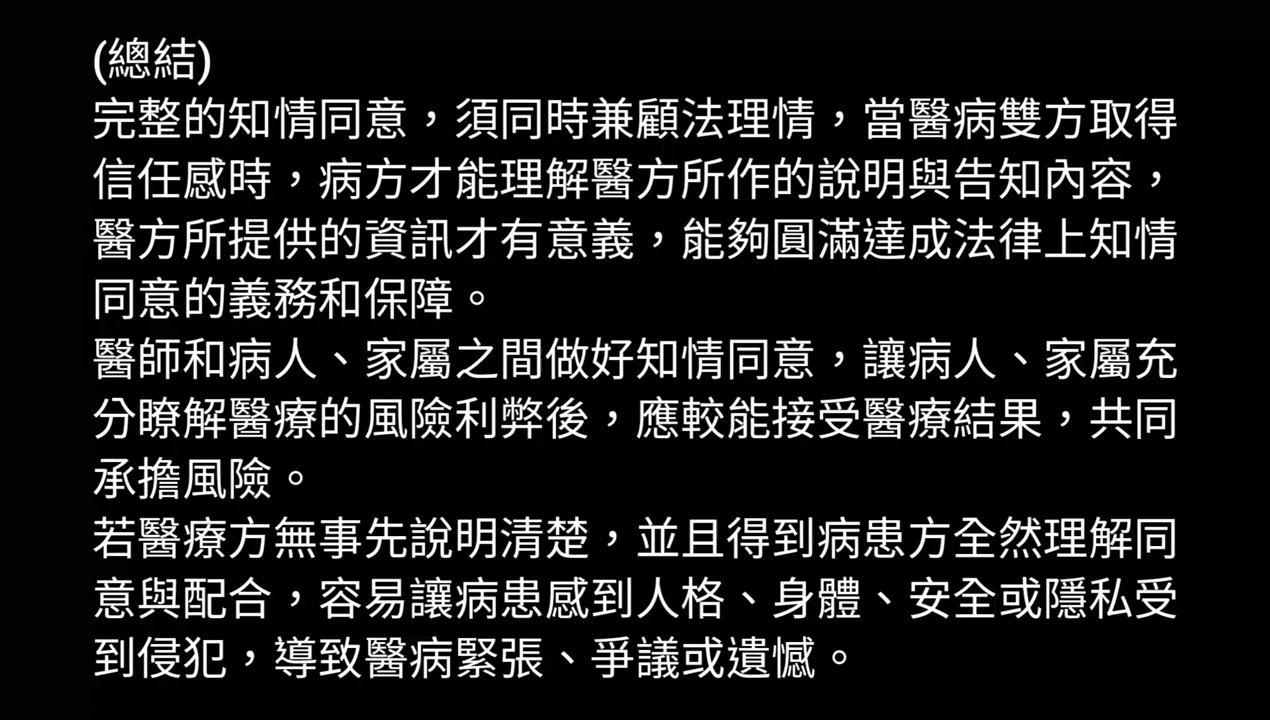 (總結)
完整的知情同意，須同時兼顧法理情，當醫病雙方取得
信任感時，病方才能理解醫方所作的說明與告知內容，
醫方所提供的資訊才有意義，能夠圓滿達成法律上知情
同意的義務和保障。
醫師和病人、家屬之間做好知情同意，讓病人、家屬充
分瞭解醫療的風險利弊後，應較能接受醫療結果，共同
承擔風險。
若醫療方無事先說明清楚，並且得到病患方全然理解同
意與配合，容易讓病患感到人格、身體、安全或隱私受
到侵犯，導致醫病緊張、爭議或遺憾。